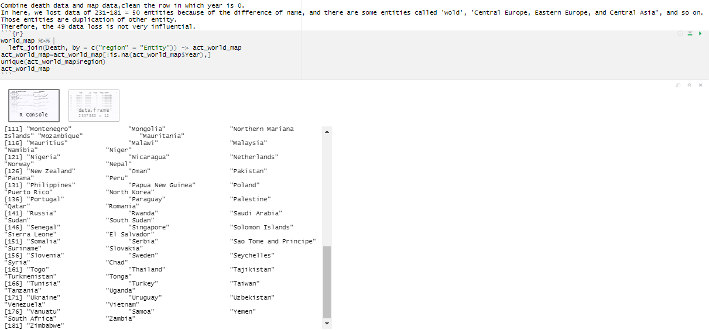 Combine death data and map data,clean the row in which year is 0.
In here, we lost data of 231-181 = 50 entities because of the difference of name, and there are some entities called 'Wold', 'Central Europe, Eastern Europe, and Central Asia', and so on.
Those entities are duplication of other entity.
Therefore, the 49 data loss is not very influential.
```{r}
world_map %>%
left_join(Death, by = c("region" = "Entity")) -> act_world_map
act_world_map=act_world_map[!is.na(act_world_map$Year),]
unique(act_world_map$region)
act_world_map
```
R Console
data.frame
[111] "Montenegro" "Mongolia" "Northern Mariana
Islands" "Mozambique" "Mauritania"
[116] "Mauritius" "Malawi" "Malaysia"
"Namibia" "Niger"
[121] "Nigeria" "Nicaragua" "Netherlands"
"Norway" "Nepal"
[126] "New Zealand" "Oman" "Pakistan"
"Panama" "Peru"
[131] "Philippines" "Papua New Guinea" "Poland"
"Puerto Rico" "North Korea"
[136] "Portugal" "Paraguay" "Palestine"
"Qatar" "Romania"
[141] "Russia" "Rwanda" "Saudi Arabia"
"Sudan" "South Sudan"
[146] "Senegal" "Singapore" "Solomon Islands"
"Sierra Leone" "El Salvador"
[151] "Somalia" "Serbia" "Sao Tome and Principe"
"Suriname" "Slovakia"
[156] "Slovenia" "Sweden" "Seychelles"
"Syria" "Chad"
[161] "Togo" "Thailand" "Tajikistan"
"Turkmenistan" "Tonga"
[166] "Tunisia" "Turkey" "Taiwan"
"Tanzania" "Uganda"
[171] "Ukraine" "Uruguay" "Uzbekistan"
"Venezuela" "Vietnam"
[176] "Vanuatu" "Samoa" "Yemen"
"South Africa" "Zambia"
[181] "Zimbabwe"